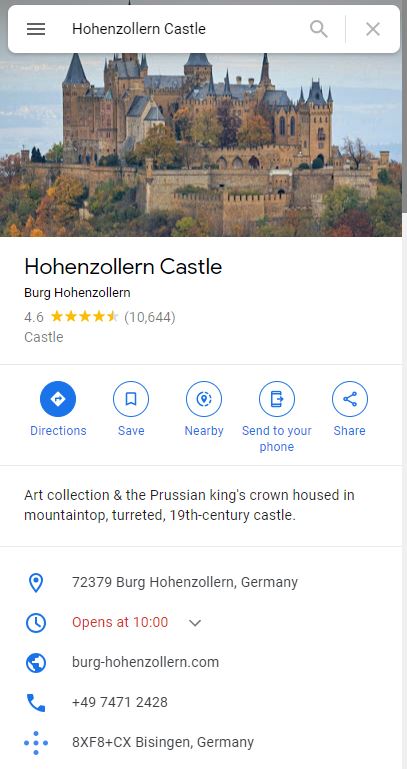 Hohenzollern Castle
Hohenzollern Castle
Burg Hohenzollern
4.6 (10,644)
Castle
Directions
Save
Nearby
Send to your
phone
Share
Art collection & the Prussian king's crown housed in
mountaintop, turreted, 19th-century castle.
72379 Burg Hohenzollern, Germany
Opens at 10:00
burg-hohenzollern.com
+49 7471 2428
8XF8+CX Bisingen, Germany